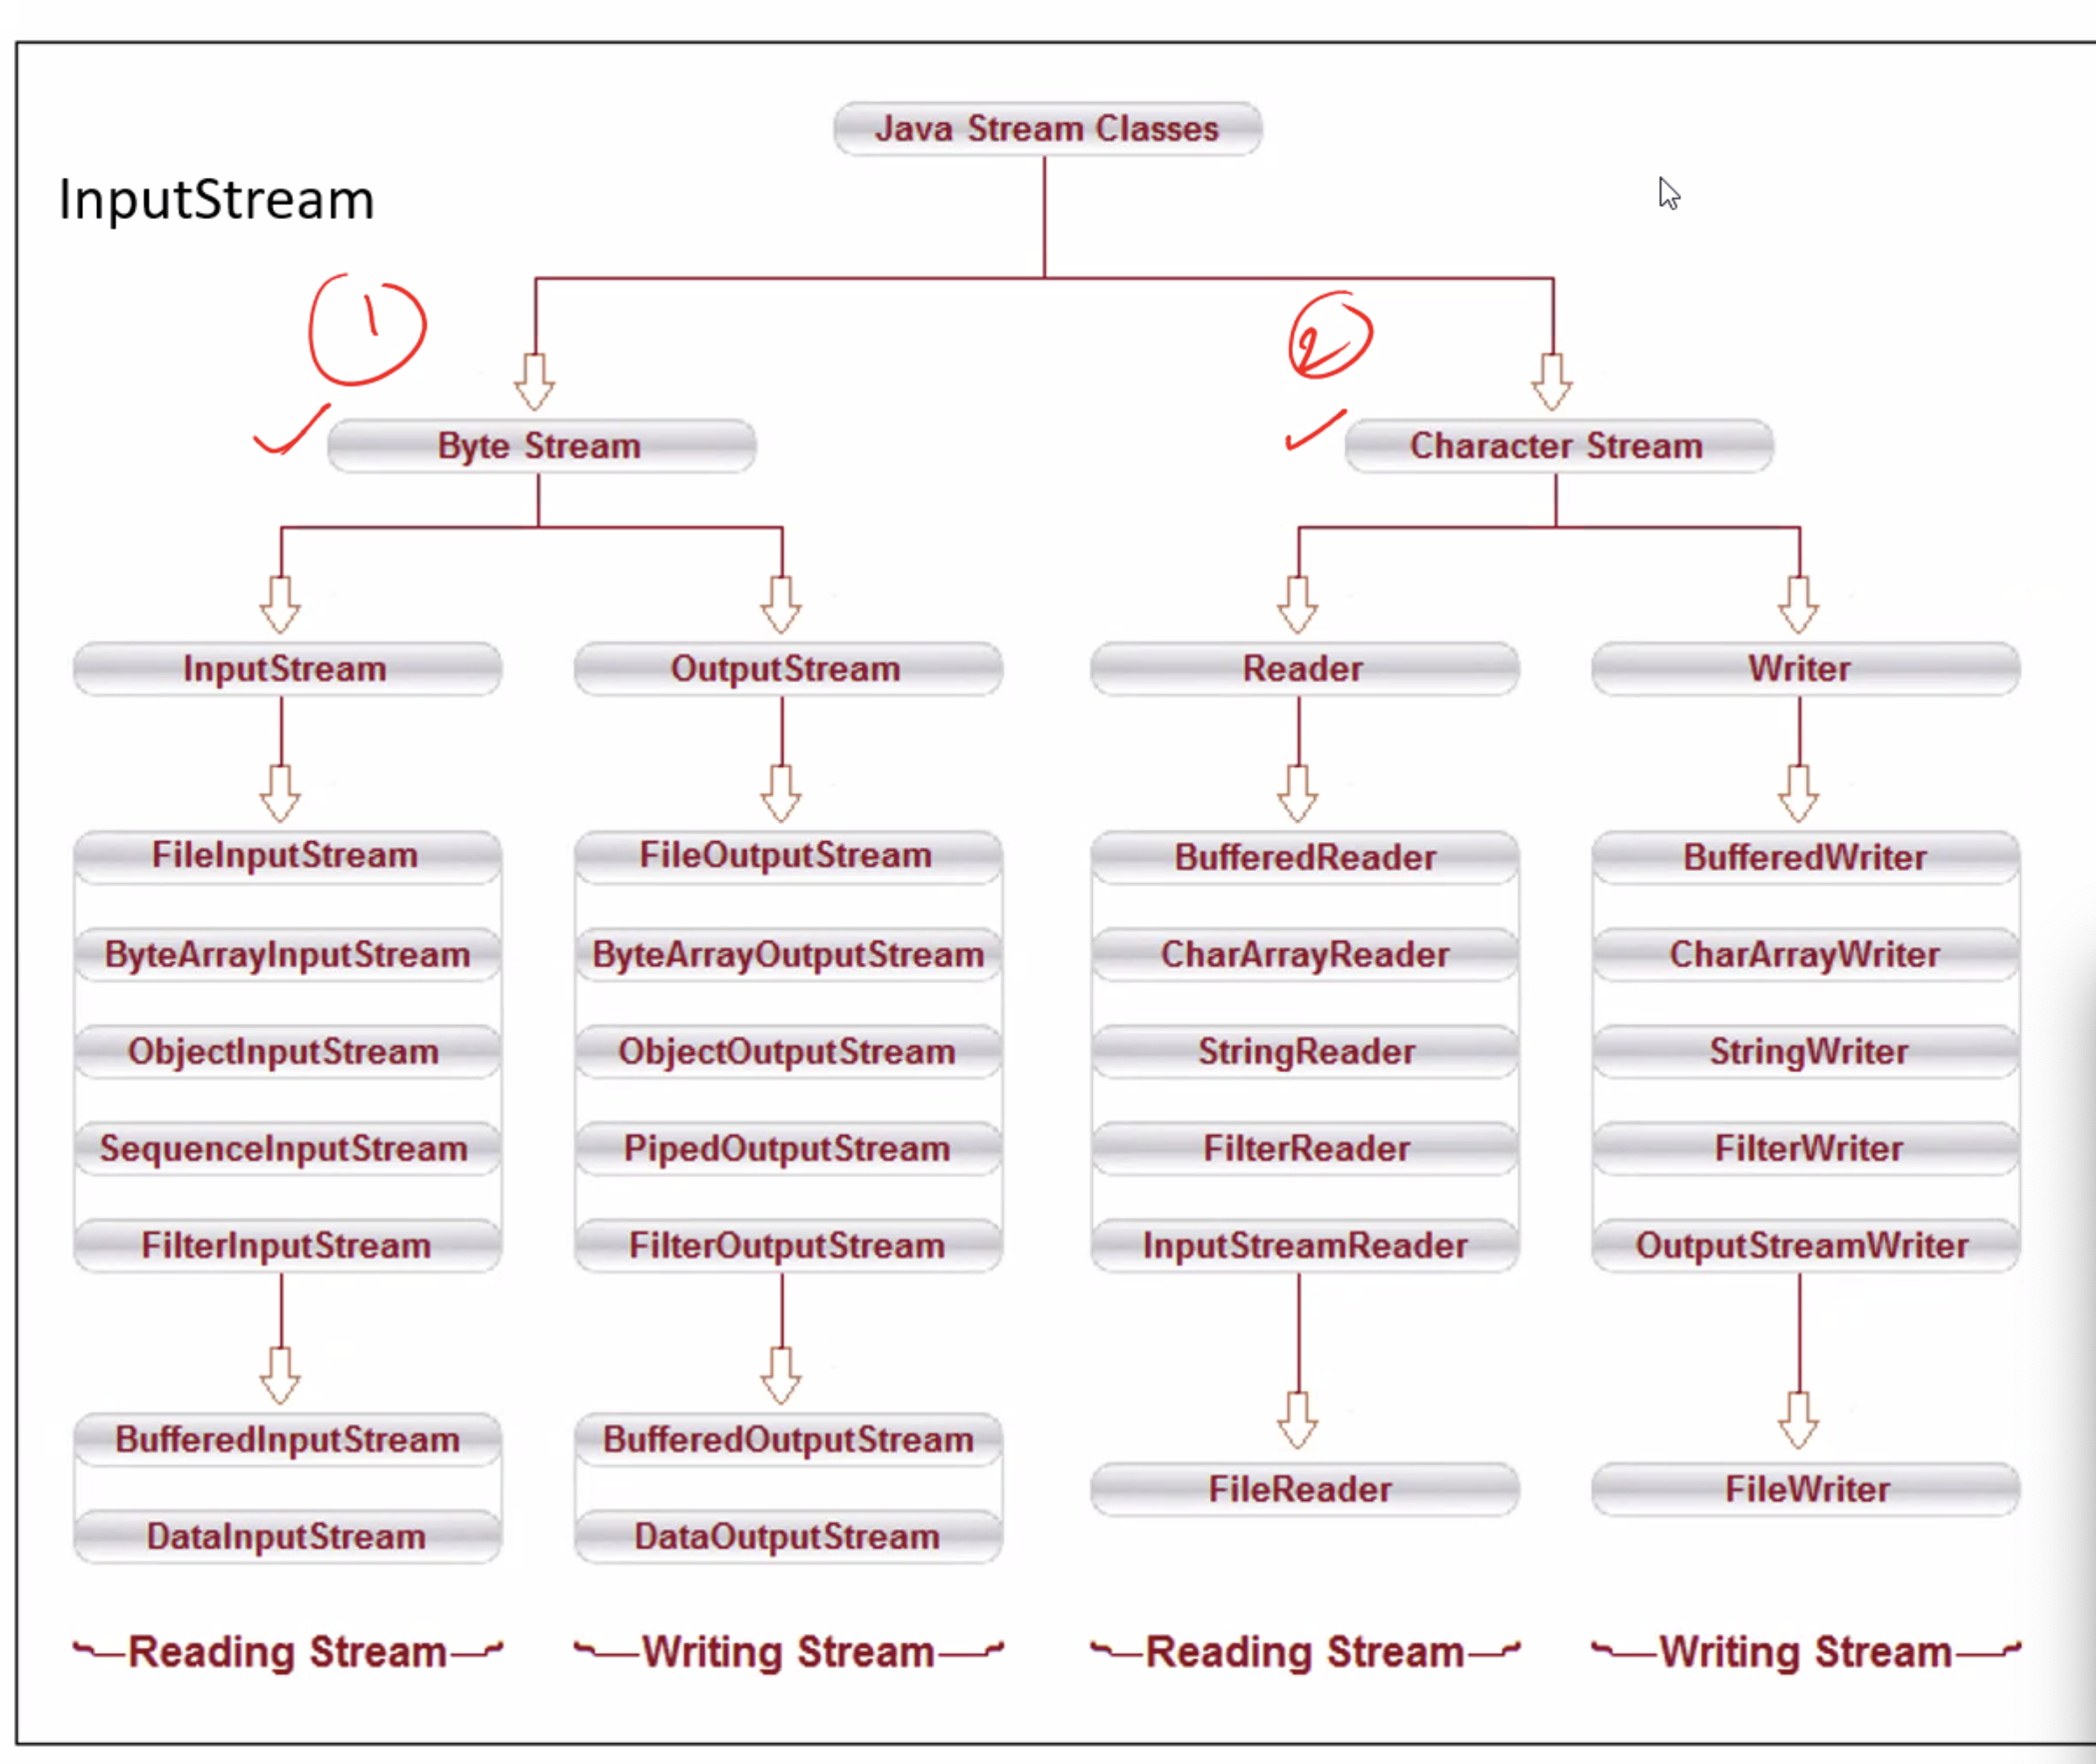 Java Stream Classes
InputStream
1
2
Byte Stream
Character Stream
InputStream
OutputStream
Reader
Writer
FileInputStream
FileOutputStream
BufferedReader
BufferedWriter
ByteArrayInputStream
ByteArrayOutputStream
CharArrayReader
CharArrayWriter
ObjectInputStream
ObjectOutputStream
StringReader
StringWriter
SequenceInputStream
PipedOutputStream
FilterReader
FilterWriter
FilterInputStream
FilterOutputStream
InputStreamReader
OutputStreamWriter
BufferedInputStream
BufferedOutputStream
FileReader
FileWriter
DataInputStream
DataOutputStream
Reading Stream
Writing Stream
Reading Stream
Writing Stream